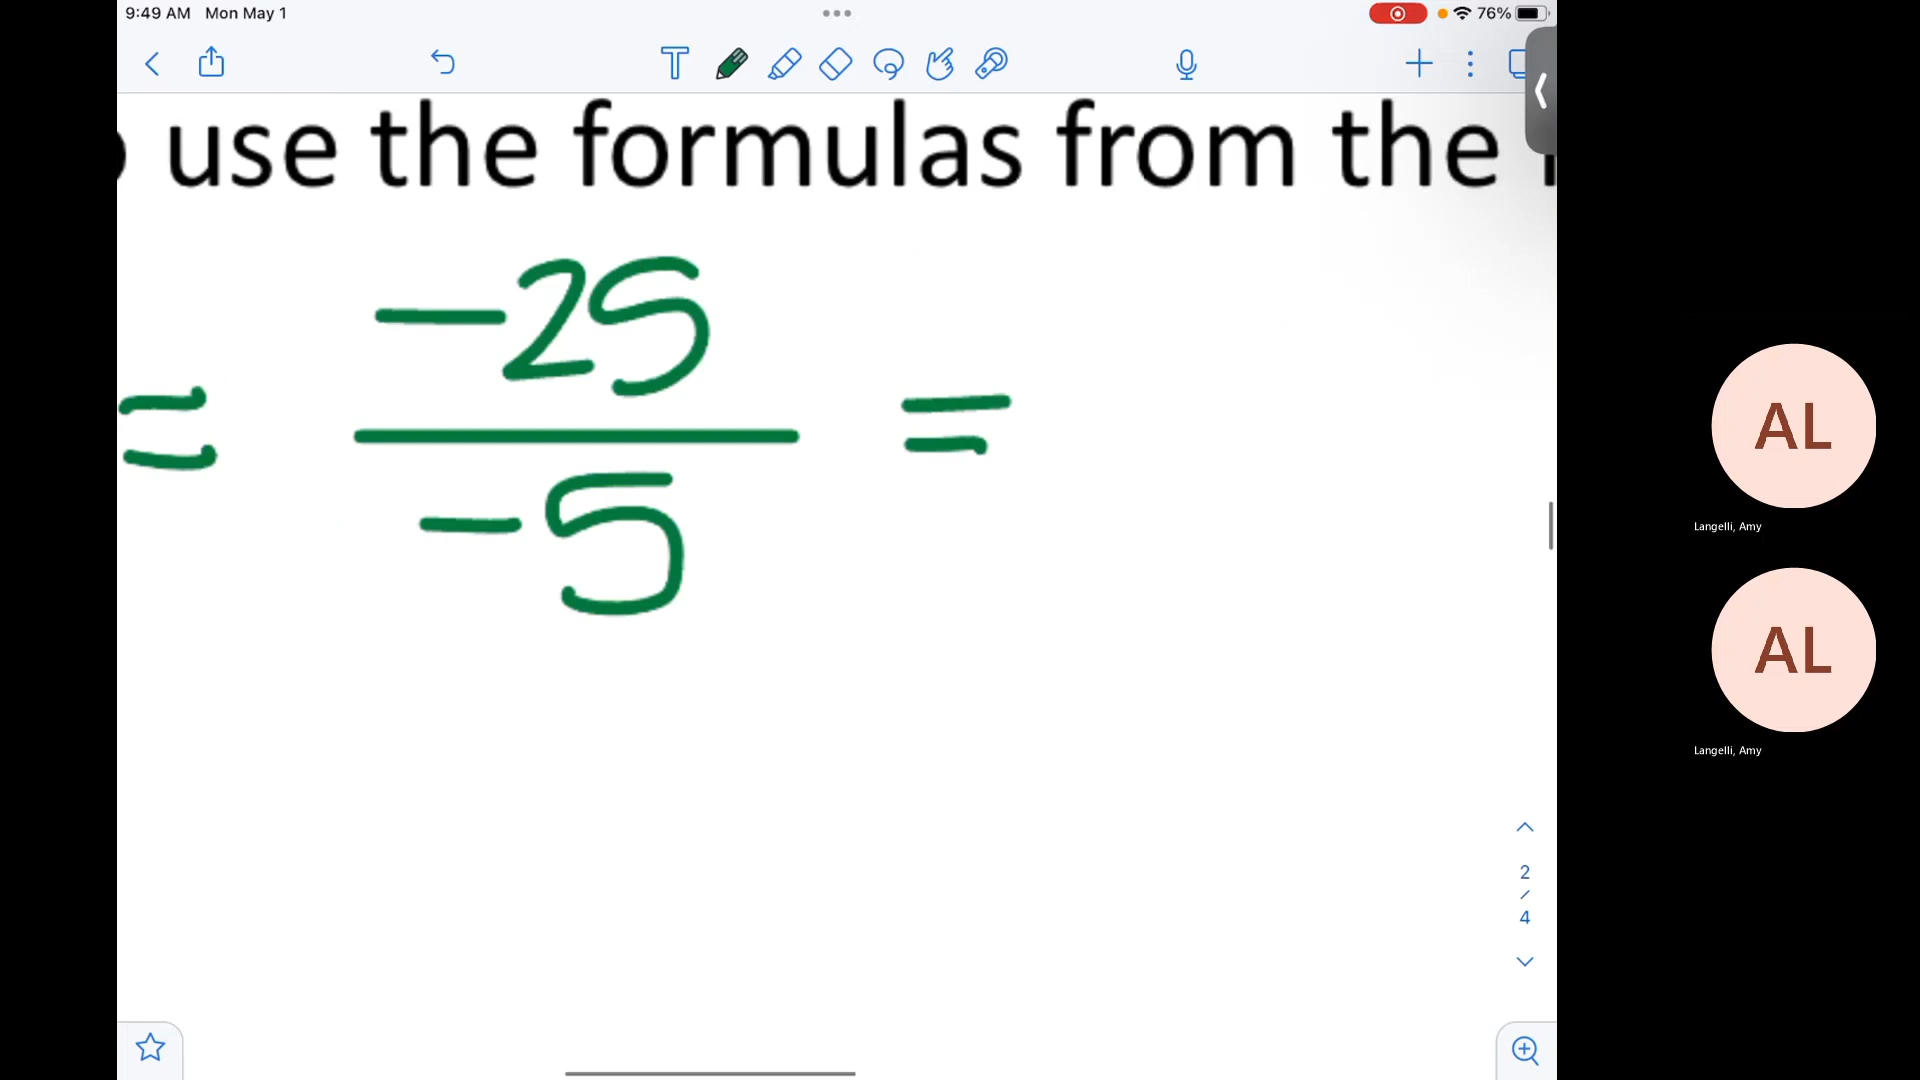 9:49 AM Mon May 1
76%
use the formulas from the
= -25 =
-5
AL
Langelli, Amy
AL
Langelli, Amy
2
/
4